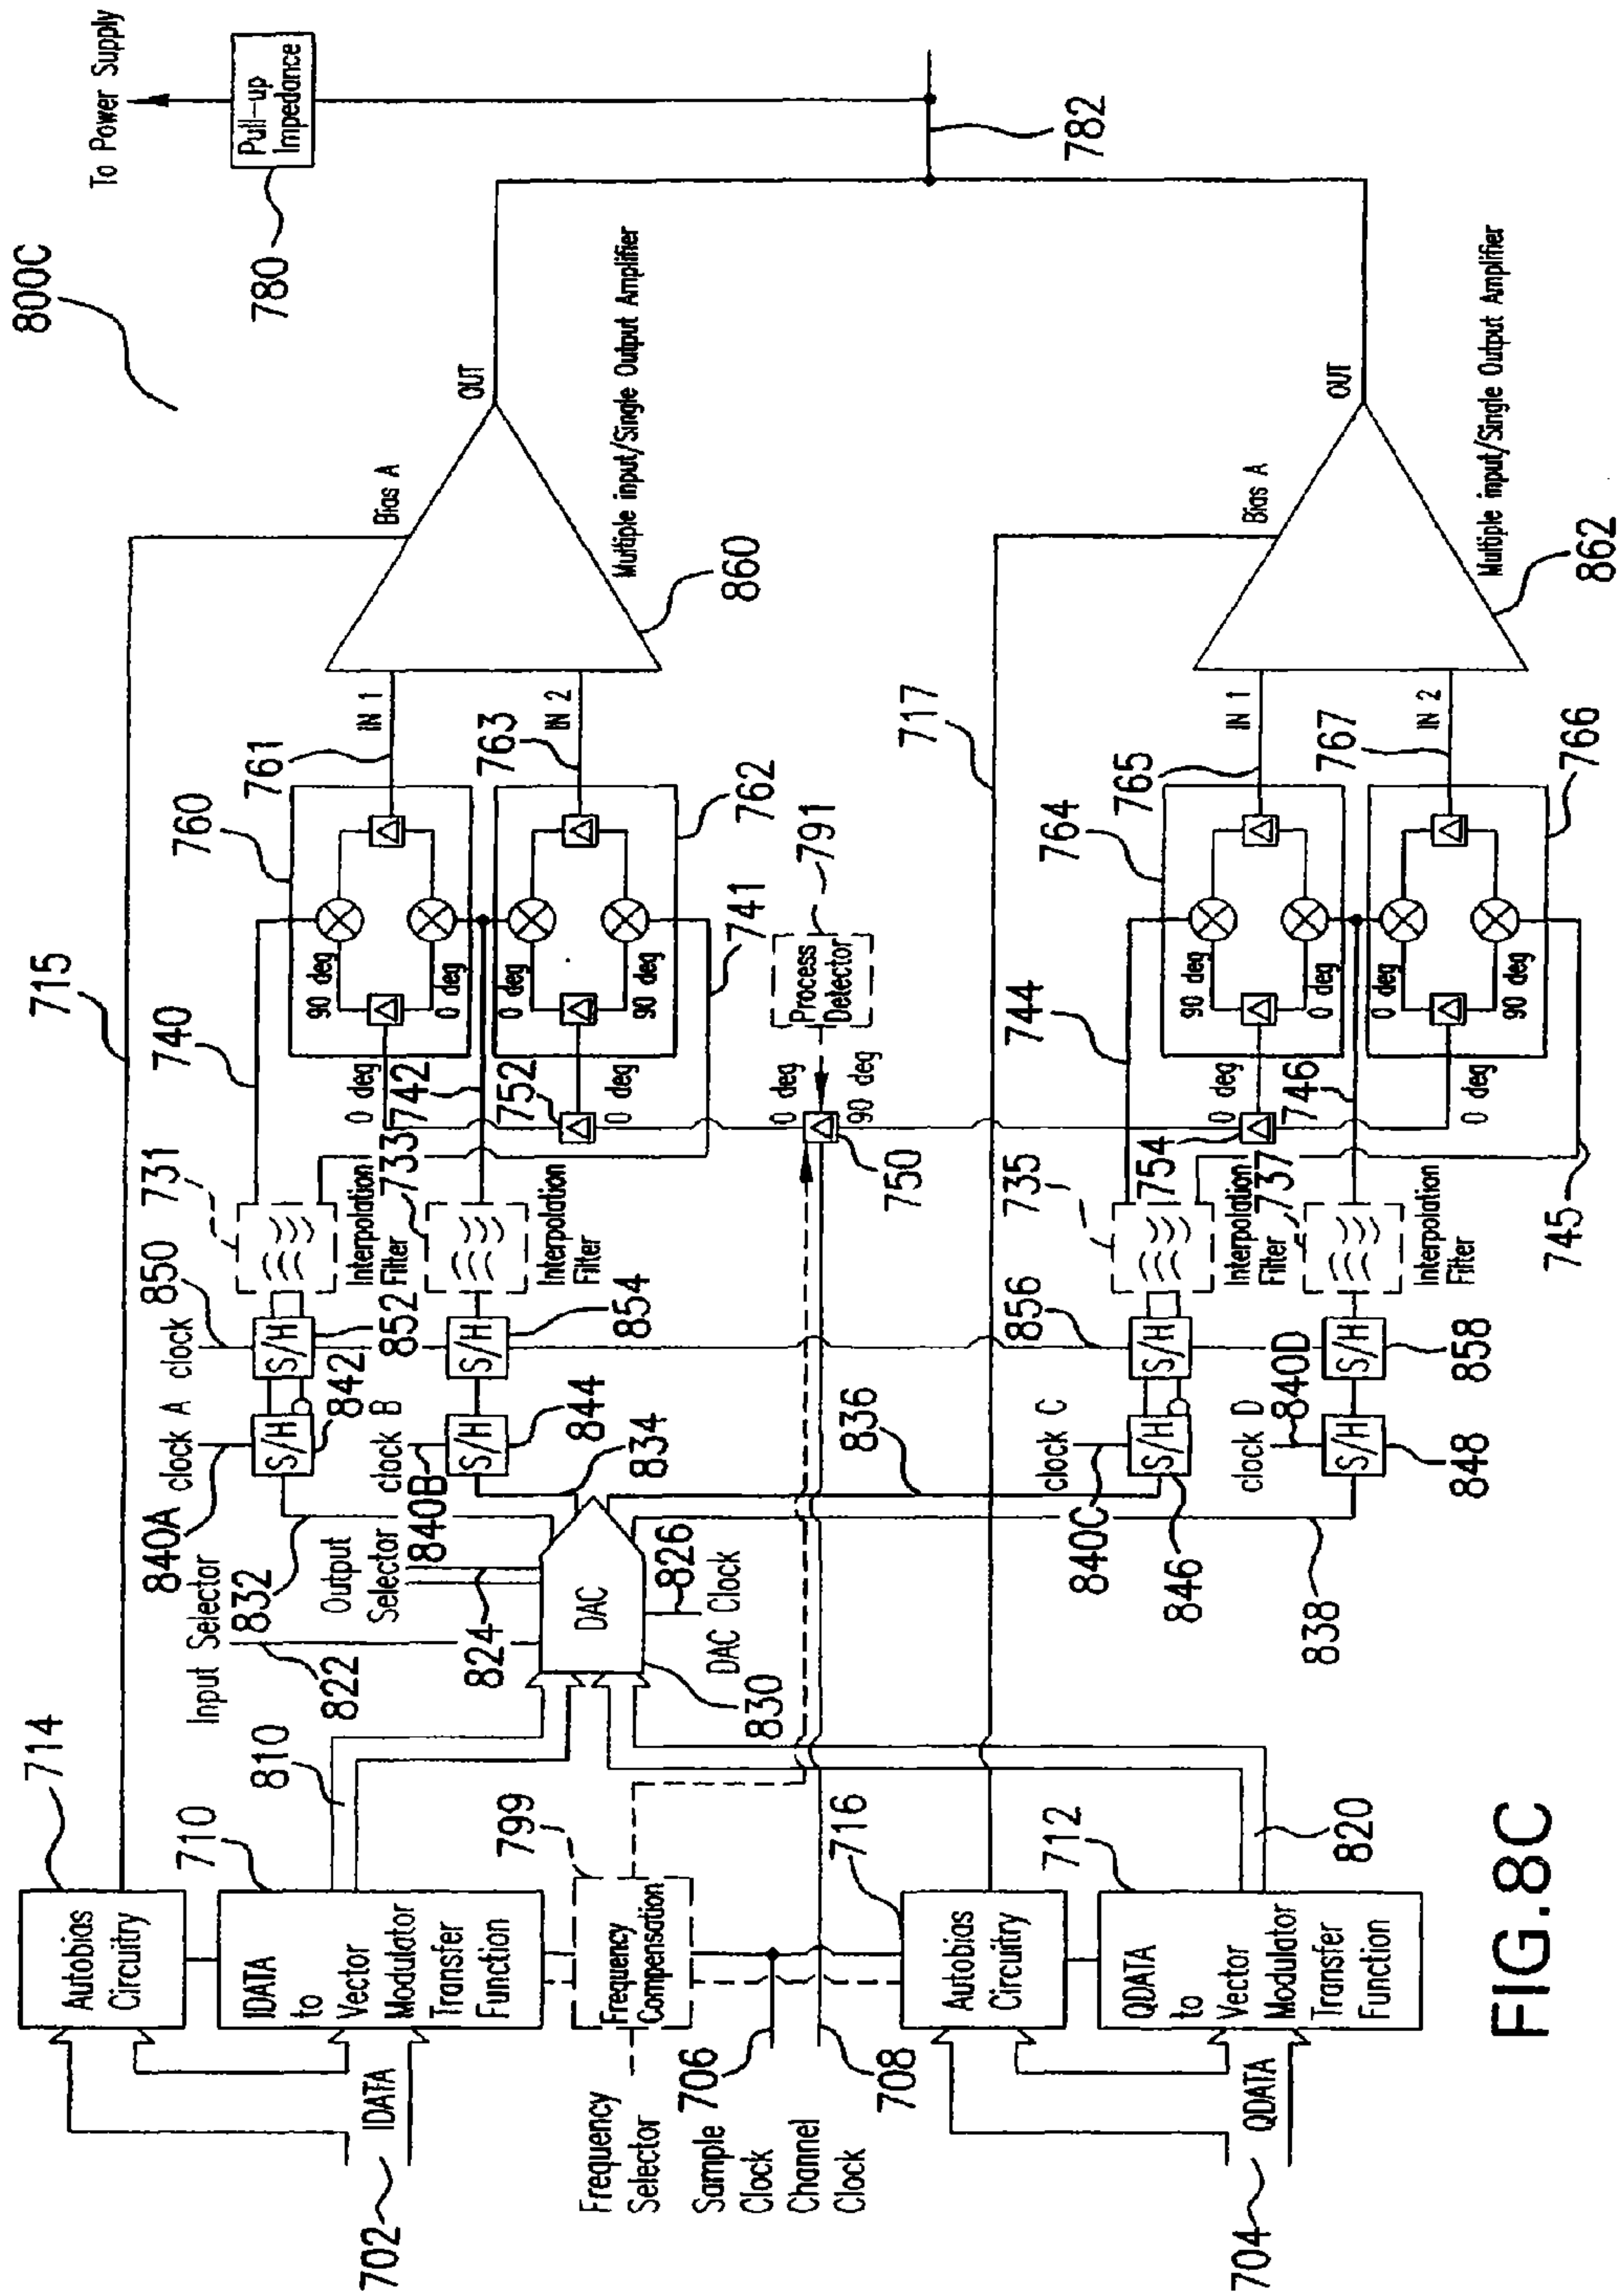 800C
To Power Supply
Pull-up
Impedance
780
782
714
Autobias
Circuitry
715
710
IDATA
to
Vector
Modulator
Transfer
Function
IDATA
702
810
Input Selector
822
832
Output
Selector
824
DAC
DAC Clock
826
830
840A
clock A
842
S/H
clock
850
S/H
852
840B
clock B
S/H
844
S/H
854
834
731
Interpolation
Filter
733
Interpolation
Filter
740
742
741
0 deg
752
0 deg
760
90 deg
0 deg
761
IN 1
762
0 deg
90 deg
763
IN 2
Bias A
OUT
Multiple input/Single Output Amplifier
860
799
Frequency
Compensation
Frequency
Selector
Sample
Clock
706
Channel
Clock
708
0 deg
90 deg
750
Process
Detector
791
716
Autobias
Circuitry
717
712
QDATA
to
Vector
Modulator
Transfer
Function
QDATA
704
820
836
838
clock C
840C
S/H
846
S/H
856
clock D
840D
S/H
848
S/H
858
735
Interpolation
Filter
737
Interpolation
Filter
744
746
745
0 deg
754
0 deg
764
90 deg
0 deg
765
IN 1
766
0 deg
90 deg
767
IN 2
Bias A
OUT
Multiple input/Single Output Amplifier
862
FIG.8C